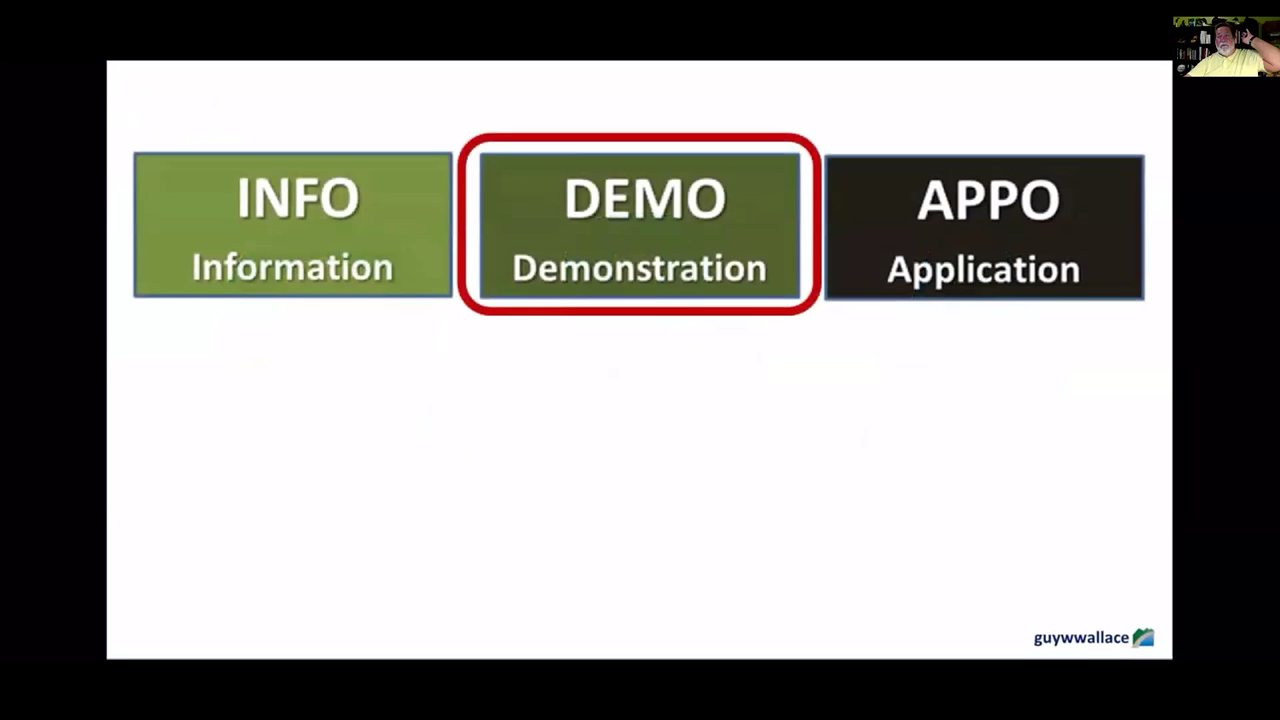 INFO
Information
DEMO
Demonstration
APPO
Application
guywwallace